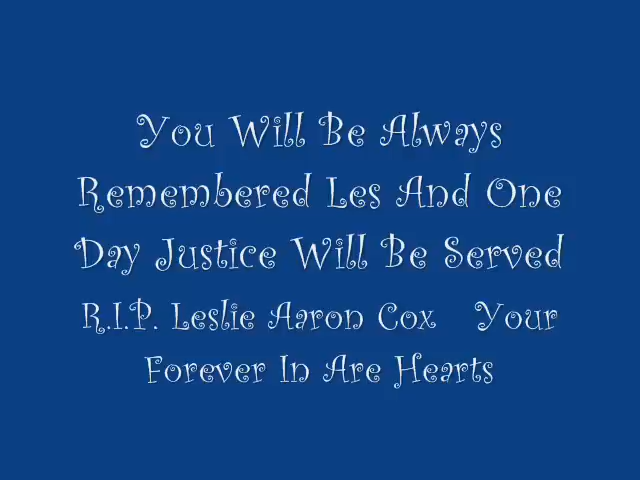 You Will Be Always
Remembered Les And One
Day Justice Will Be Served
R.I.P. Leslie Aaron Cox Your
Forever In Are Hearts